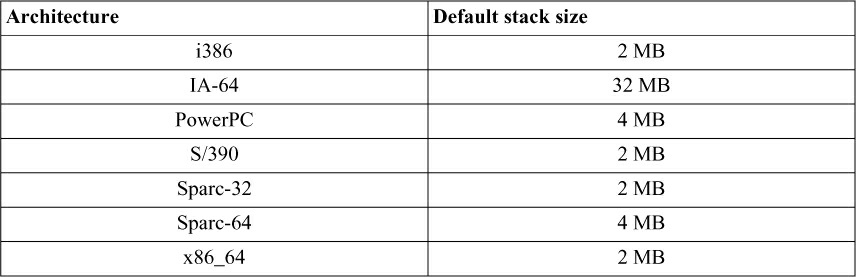 Architecture Default stack size
i386 2 MB
IA-64 32 MB
PowerPC 4 MB
S/390 2 MB
Sparc-32 2 MB
Sparc-64 4 MB
x86_64 2 MB